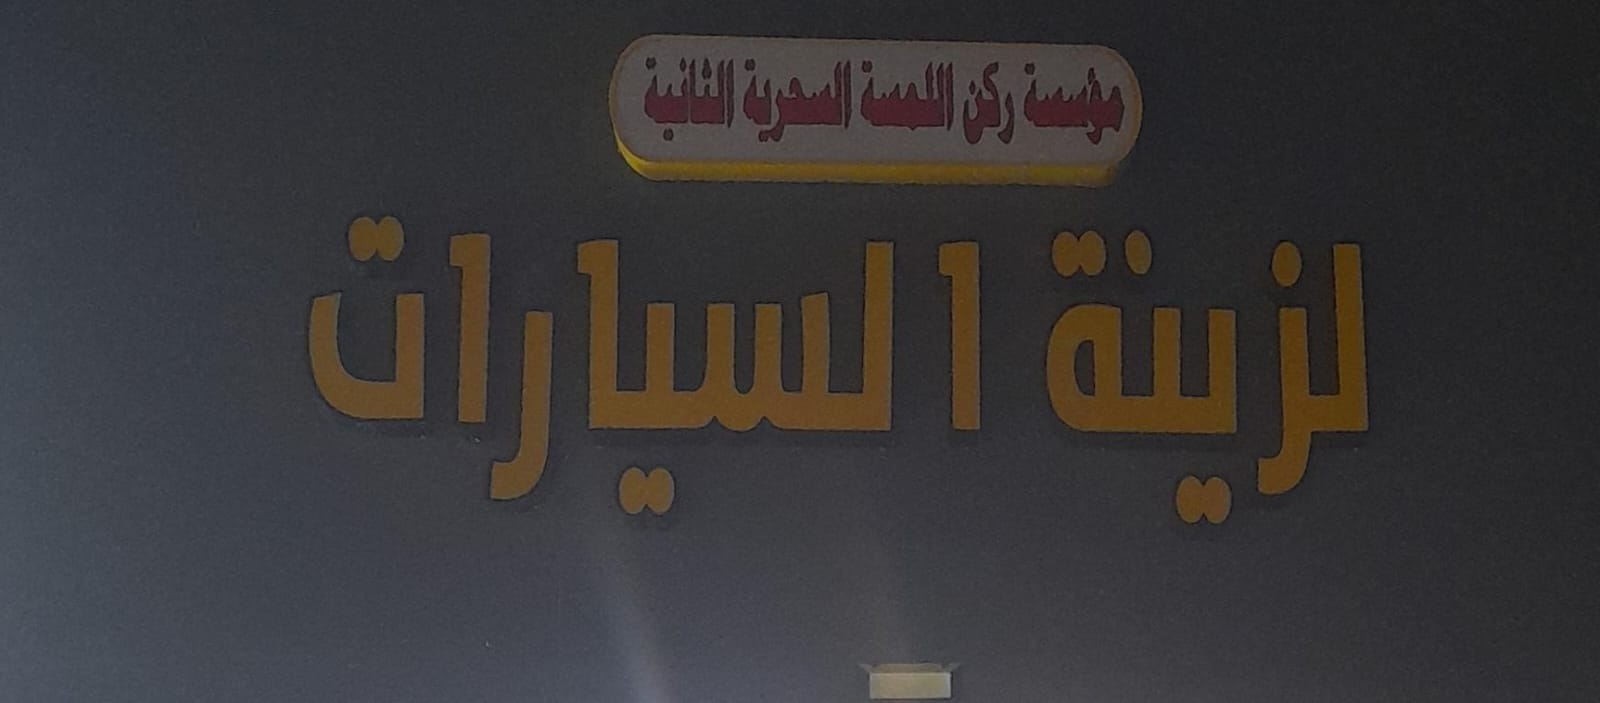 مؤسسة ركن اللمسة السحرية الثانية
لزينة السيارات